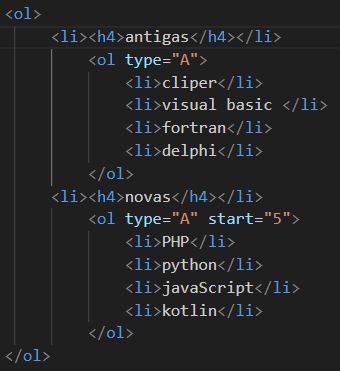 <ol>
<li><h4>antigas</h4></li>
<ol type="A">
<li>cliper</li>
<li>visual basic </li>
<li>fortran</li>
<li>delphi</li>
</ol>
<li><h4>novas</h4></li>
<ol type="A" start="5">
<li>PHP</li>
<li>python</li>
<li>javaScript</li>
<li>kotlin</li>
</ol>
</ol>